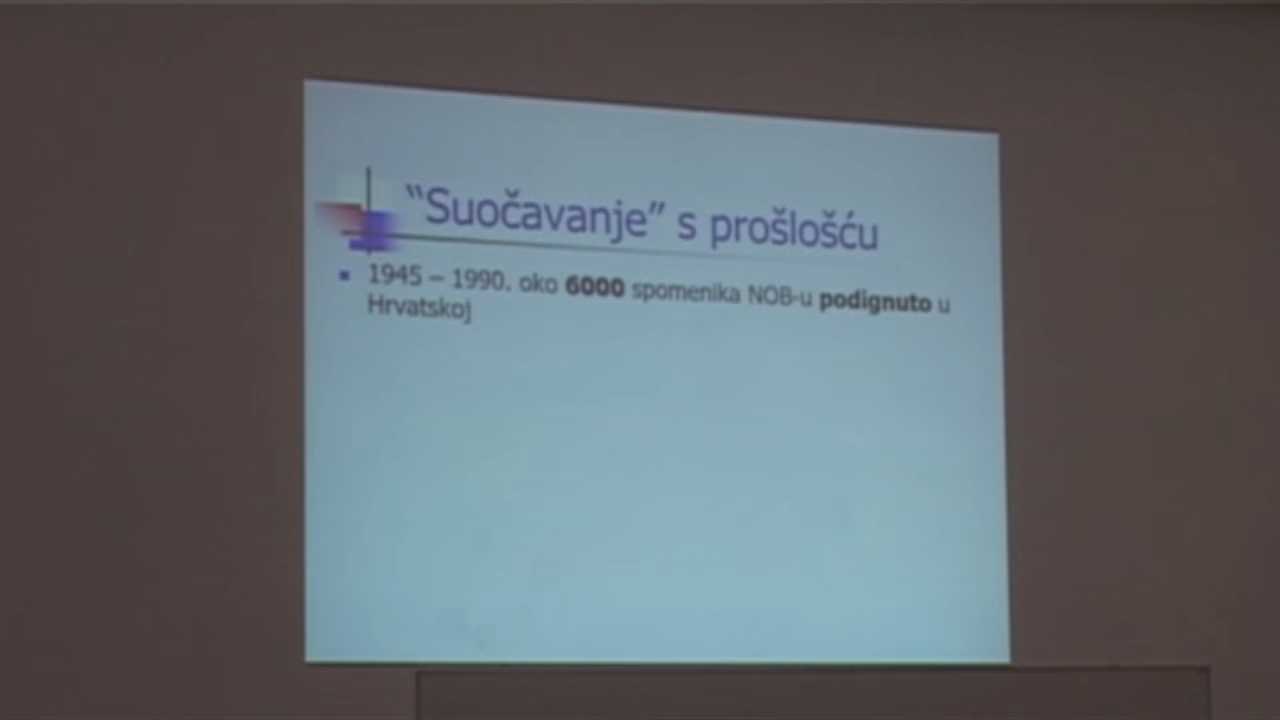 “Suočavanje” s prošlošću
1945 – 1990. oko 6000 spomenika NOB-u podignuto u
Hrvatskoj